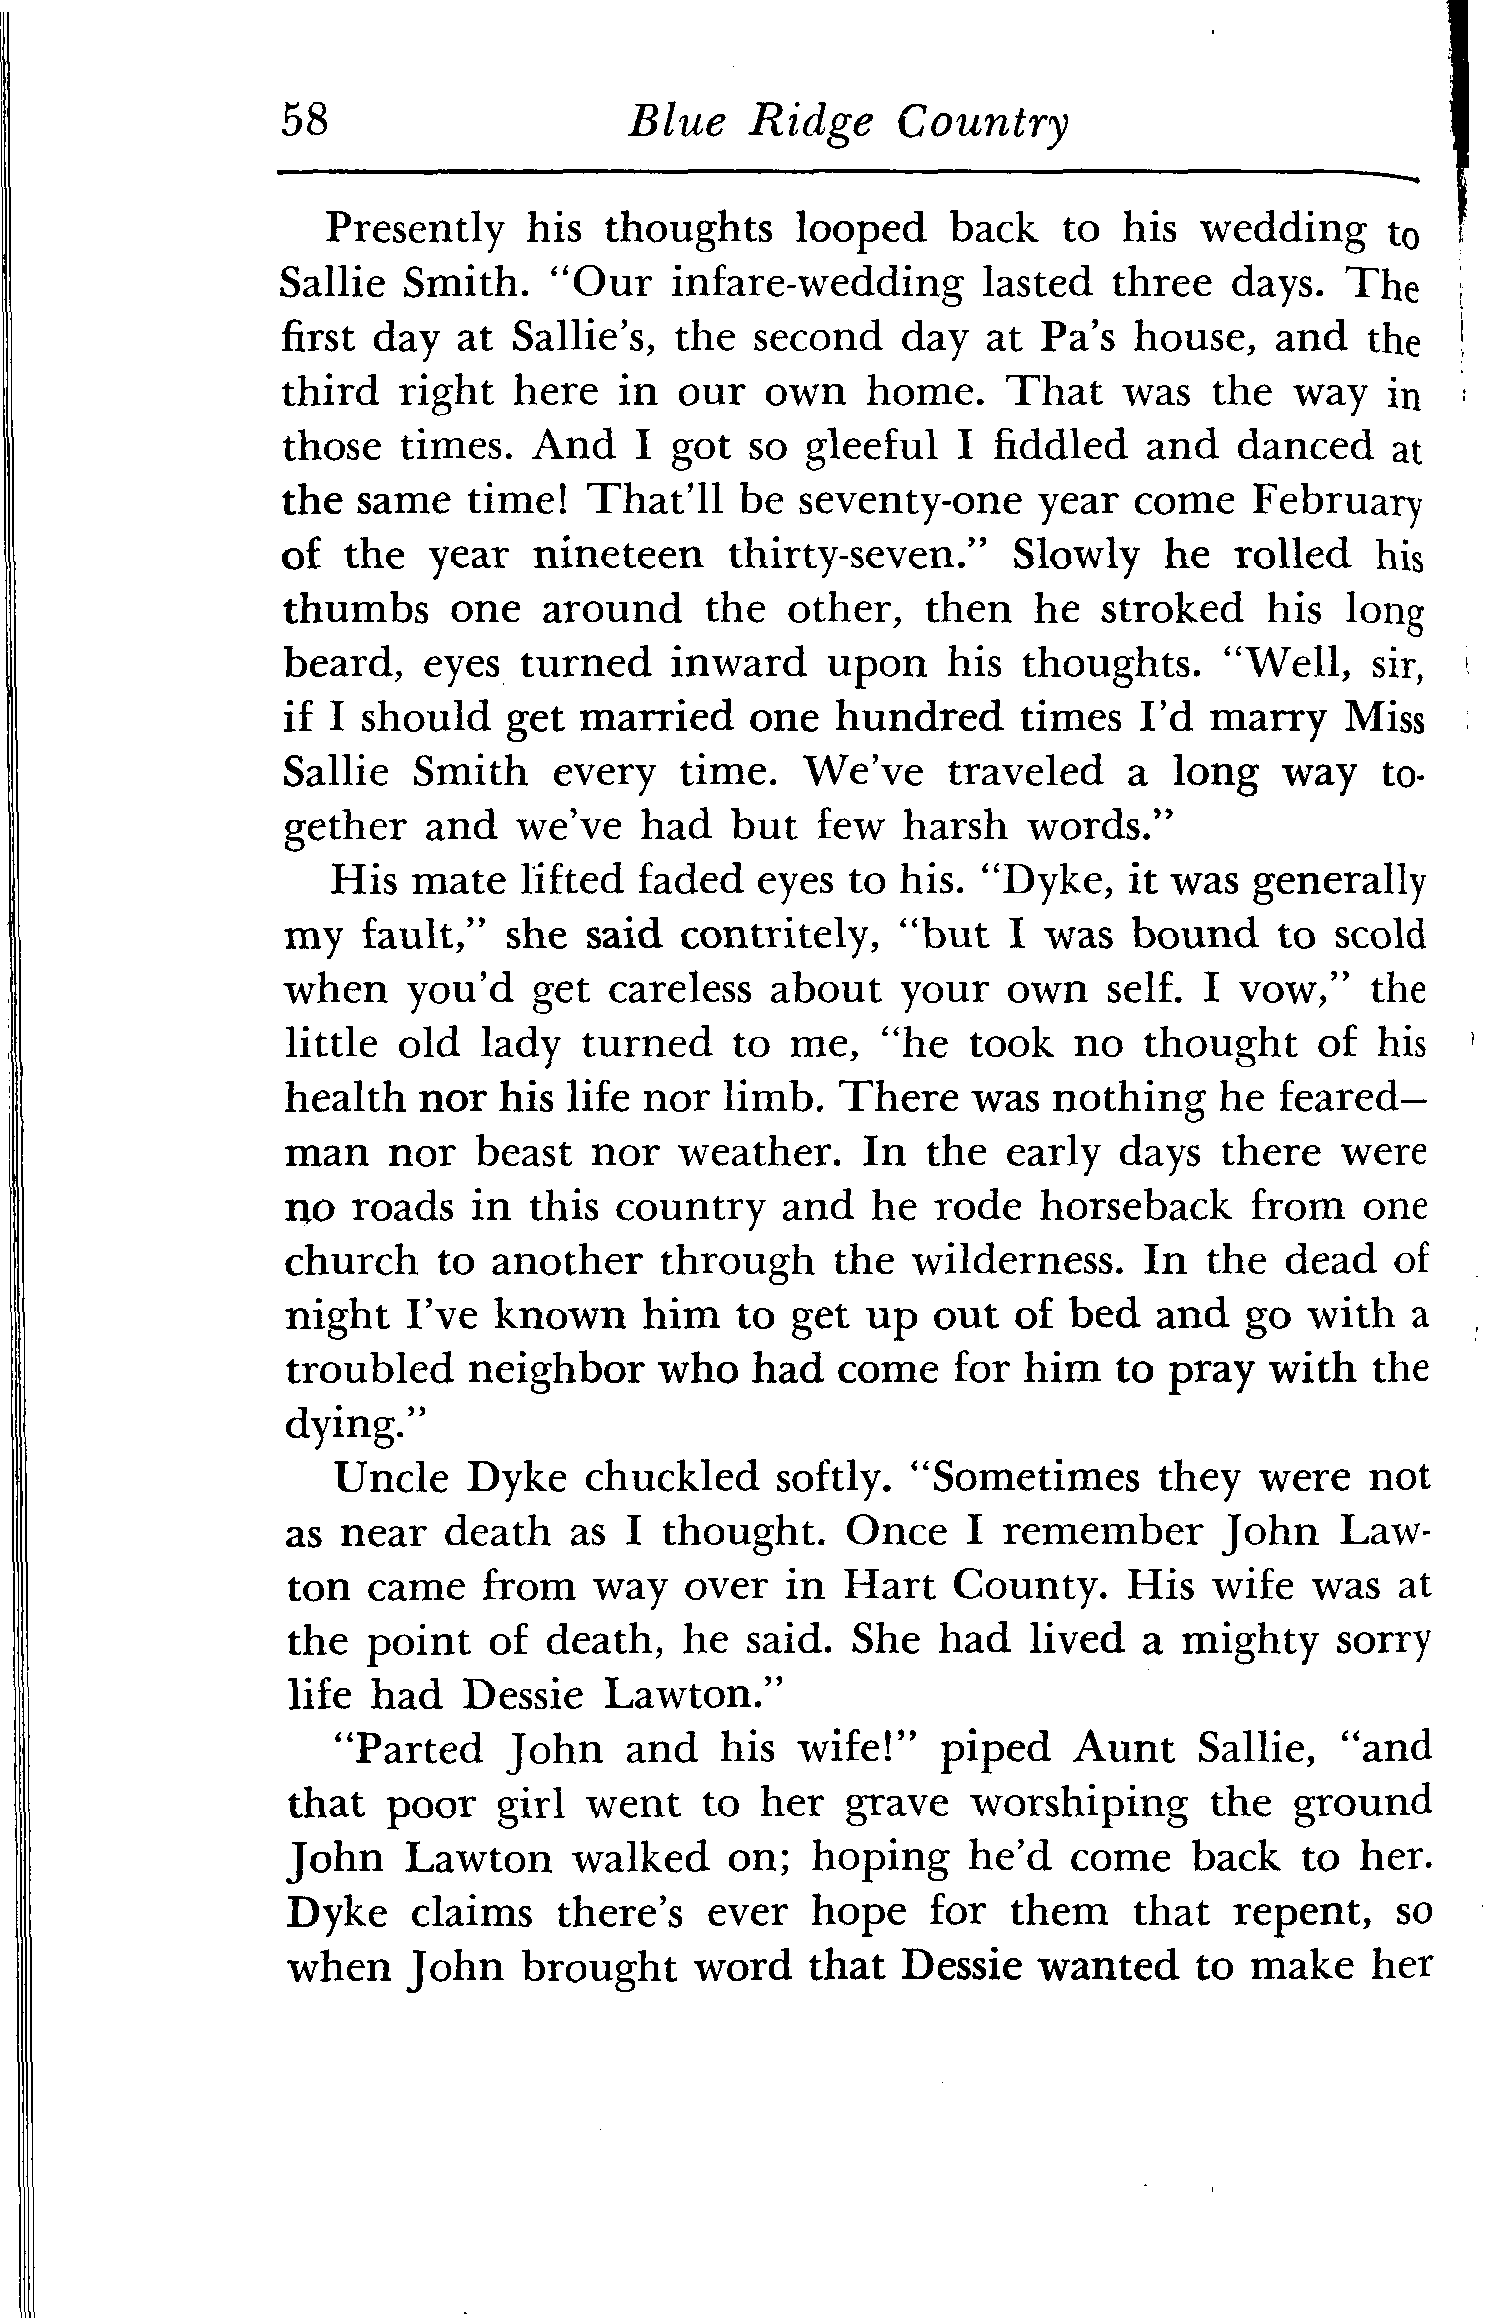 58 Blue Ridge Country
Presently his thoughts looped back to his wedding to
Sallie Smith. “Our infare-wedding lasted three days. The
first day at Sallie’s, the second day at Pa’s house, and the
third right here in our own home. That was the way in
those times. And I got so gleeful I fiddled and danced at
the same time! That’ll be seventy-one year come February
of the year nineteen thirty-seven.” Slowly he rolled his
thumbs one around the other, then he stroked his long
beard, eyes turned inward upon his thoughts. “Well, sir,
if I should get married one hundred times I’d marry Miss
Sallie Smith every time. We’ve traveled a long way to-
gether and we’ve had but few harsh words.”
His mate lifted faded eyes to his. “Dyke, it was generally
my fault,” she said contritely, “but I was bound to scold
when you’d get careless about your own self. I vow,” the
little old lady turned to me, “he took no thought of his
health nor his life nor limb. There was nothing he feared—
man nor beast nor weather. In the early days there were
no roads in this country and he rode horseback from one
church to another through the wilderness. In the dead of
night I’ve known him to get up out of bed and go with a
troubled neighbor who had come for him to pray with the
dying.”
Uncle Dyke chuckled softly. “Sometimes they were not
as near death as I thought. Once I remember John Law-
ton came from way over in Hart County. His wife was at
the point of death, he said. She had lived a mighty sorry
life had Dessie Lawton.”
“Parted John and his wife!” piped Aunt Sallie, “and
that poor girl went to her grave worshiping the ground
John Lawton walked on; hoping he’d come back to her.
Dyke claims there’s ever hope for them that repent, so
when John brought word that Dessie wanted to make her